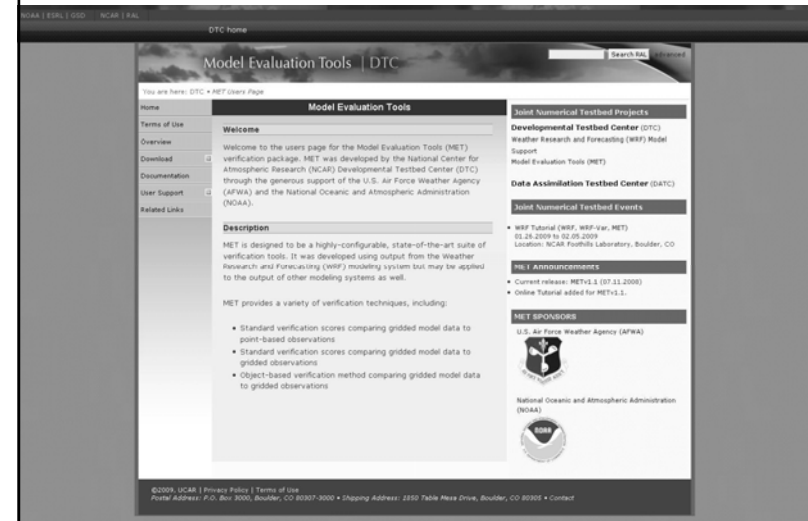 NOAA | ESRL | GSD NCAR | RAL
DTC home
Model Evaluation Tools | DTC
Search RAL advanced
You are here: DTC • MET Users Page
Home
Terms of Use
Overview
Download
Documentation
User Support
Related Links
Model Evaluation Tools
Welcome
Welcome to the users page for the Model Evaluation Tools (MET)
verification package. MET was developed by the National Center for
Atmospheric Research (NCAR) Developmental Testbed Center (DTC)
through the generous support of the U.S. Air Force Weather Agency
(AFWA) and the National Oceanic and Atmospheric Administration
(NOAA).
Description
MET is designed to be a highly-configurable, state-of-the-art suite of
verification tools. It was developed using output from the Weather
Research and Forecasting (WRF) modeling system but may be applied
to the output of other modeling systems as well.
MET provides a variety of verification techniques, including:
• Standard verification scores comparing gridded model data to
point-based observations
• Standard verification scores comparing gridded model data to
gridded observations
• Object-based verification method comparing gridded model data
to gridded observations
Joint Numerical Testbed Projects
Developmental Testbed Center (DTC)
Weather Research and Forecasting (WRF) Model
Support
Model Evaluation Tools (MET)
Data Assimilation Testbed Center (DATC)
Joint Numerical Testbed Events
• WRF Tutorial (WRF, WRF-Var, MET)
01.26.2009 to 02.05.2009
Location: NCAR Foothills Laboratory, Boulder, CO
MET Announcements
• Current release: METv1.1 (07.11.2008)
• Online Tutorial added for METv1.1.
MET SPONSORS
U.S. Air Force Weather Agency (AFWA)
National Oceanic and Atmospheric Administration
(NOAA)
NOAA
©2009, UCAR | Privacy Policy | Terms of Use
Postal Address: P.O. Box 3000, Boulder, CO 80307-3000 • Shipping Address: 1850 Table Mesa Drive, Boulder, CO 80305 • Contact